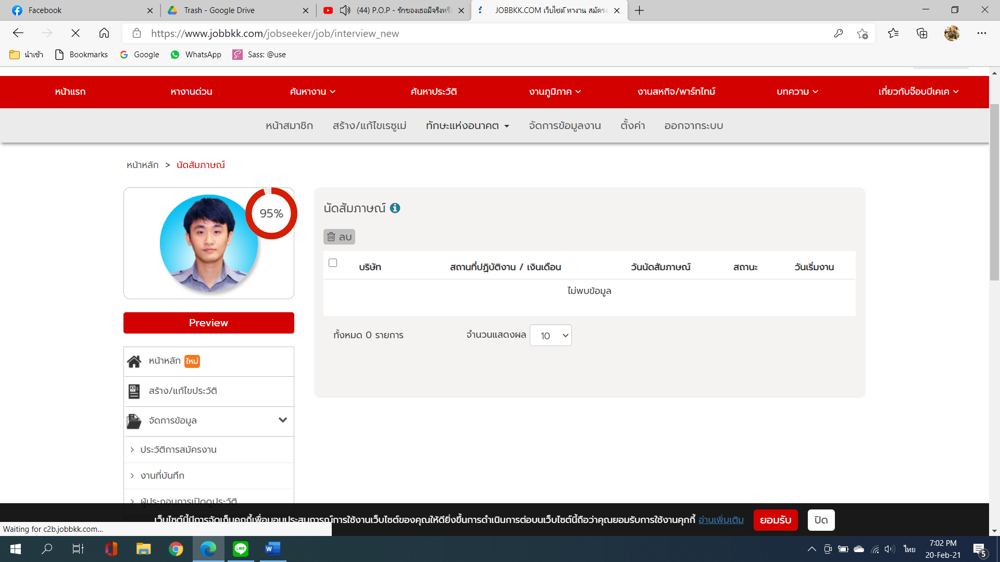 Facebook
Trash - Google Drive
(44) P.O.P - รักของเธอมีจริงหรือ
JOBBKK.COM เว็บไซต์ หางาน สมัครง
https://www.jobbkk.com/jobseeker/job/interview_new
นำเข้า
Bookmarks
Google
WhatsApp
Sass: @use
หน้าแรก
หางานด่วน
ค้นหางาน
ค้นหาประวัติ
งานภูมิภาค
งานสหกิจ/พาร์ทไทม์
บทความ
เกี่ยวกับจ๊อบบีเคเค
หน้าสมาชิก
สร้าง/แก้ไขเรซูเม่
ทักษะแห่งอนาคต
จัดการข้อมูลงาน
ตั้งค่า
ออกจากระบบ
หน้าหลัก > นัดสัมภาษณ์
95%
Preview
หน้าหลัก ใหม่
สร้าง/แก้ไขประวัติ
จัดการข้อมูล
ประวัติการสมัครงาน
งานที่บันทึก
ผู้ประกอบการเปิดดูประวัติ
นัดสัมภาษณ์
ลบ
บริษัท
สถานที่ปฏิบัติงาน / เงินเดือน
วันนัดสัมภาษณ์
สถานะ
วันเริ่มงาน
ไม่พบข้อมูล
ทั้งหมด 0 รายการ
จำนวนแสดงผล 10
เว็บไซต์นี้มีการจัดเก็บคุกกี้เพื่อมอบประสบการณ์การใช้งานเว็บไซต์ของคุณให้ดียิ่งขึ้นการดำเนินการต่อบนเว็บไซต์นี้ถือว่าคุณยอมรับการใช้งานคุกกี้ อ่านเพิ่มเติม
ยอมรับ
ปิด
Waiting for c2b.jobbkk.com...
LINE
ไทย
7:02 PM
20-Feb-21
5